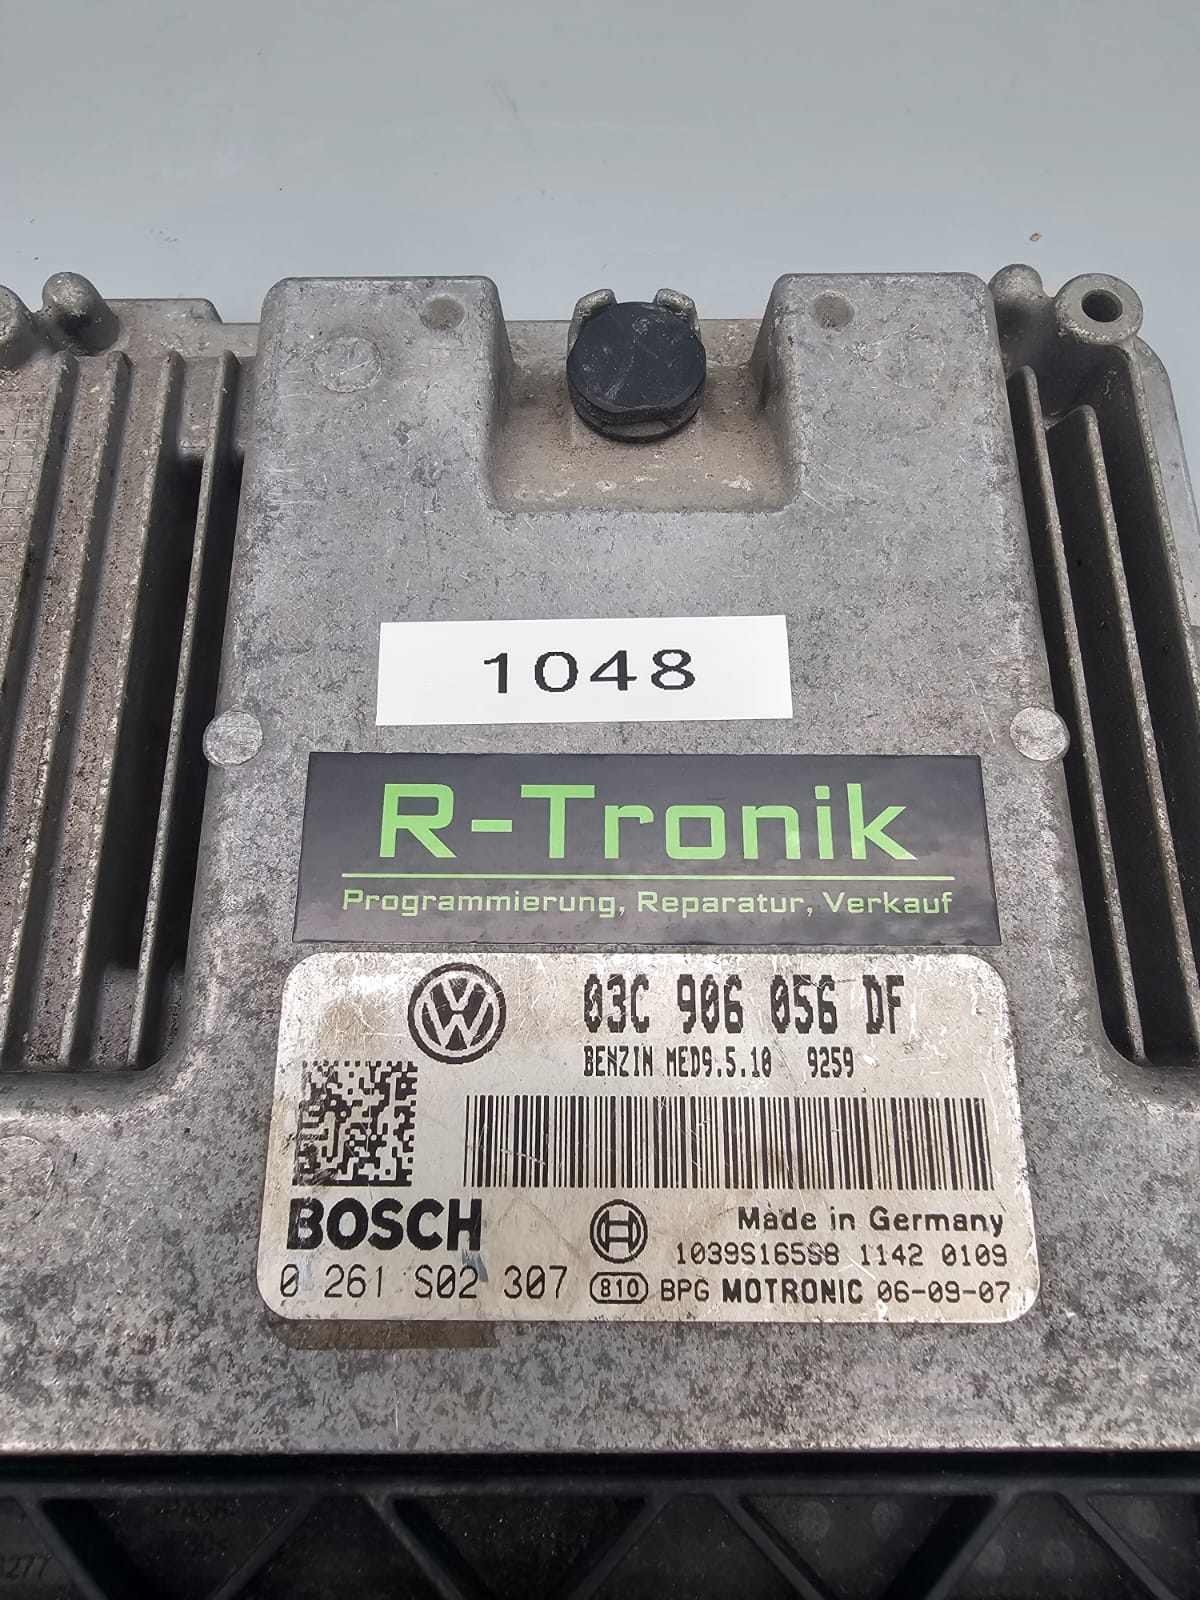 1048
R-Tronik
Programmierung, Reparatur, Verkauf
03C 906 056 DF
BENZIN MED9.5.10 9259
BOSCH
Made in Germany
1039S165S8 1142 0109
0 261 S02 307
810 BPG MOTRONIC 06-09-07